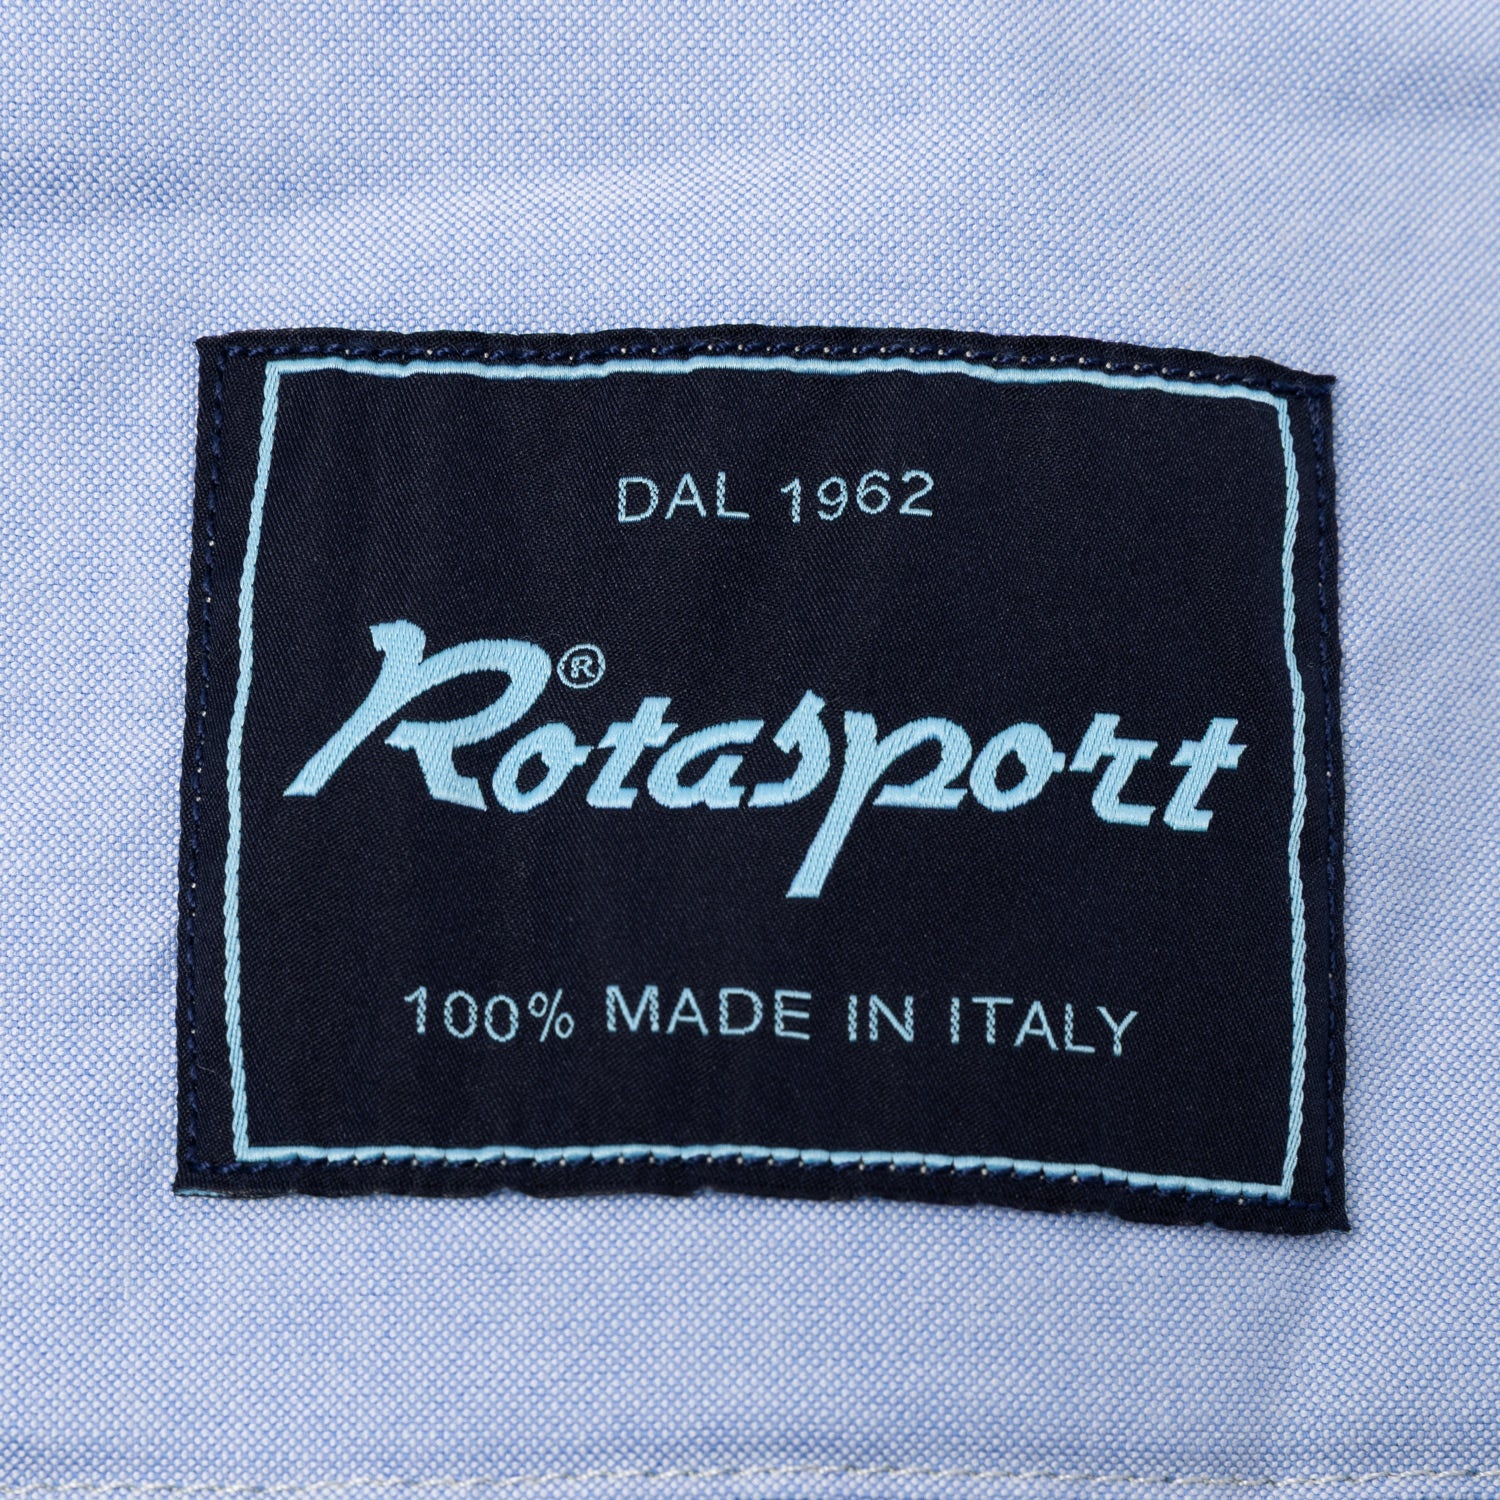 DAL 1962
Rotasport®
100% MADE IN ITALY